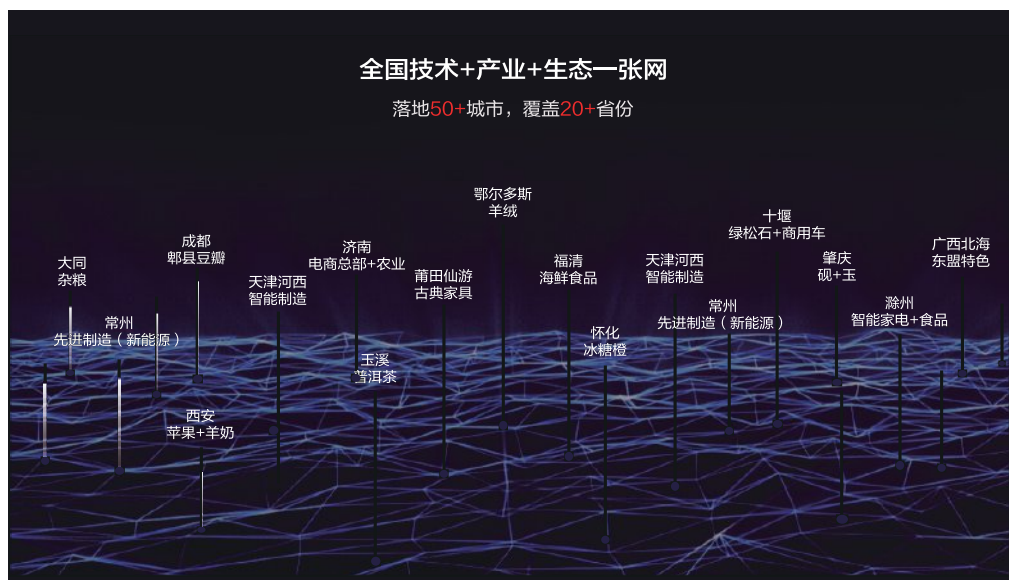 全国技术+产业+生态一张网
落地50+城市，覆盖20+省份
鄂尔多斯
羊绒
十堰
绿松石+商用车
成都
郫县豆瓣
济南
电商总部+农业
广西北海
东盟特色
大同
杂粮
天津河西
智能制造
莆田仙游
古典家具
福清
海鲜食品
天津河西
智能制造
肇庆
砚+玉
常州
先进制造（新能源）
常州
先进制造（新能源）
滁州
智能家电+食品
怀化
冰糖橙
玉溪
普洱茶
西安
苹果+羊奶